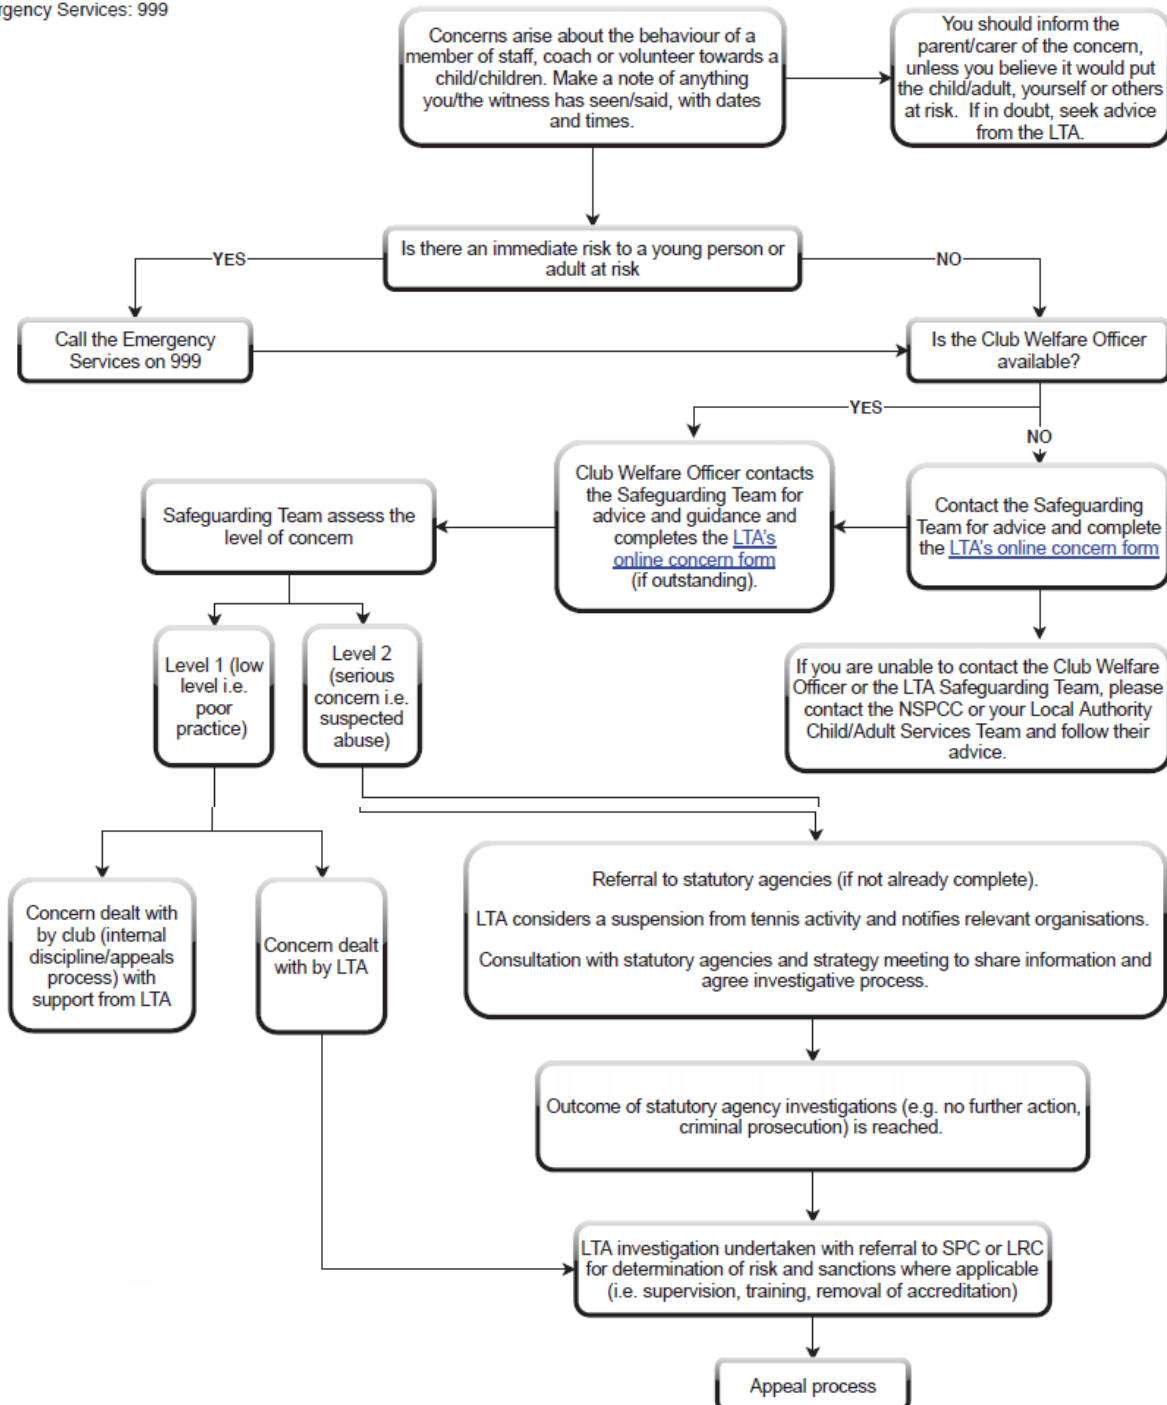 rgency Services: 999
Concerns arise about the behaviour of a
member of staff, coach or volunteer towards a
child/children. Make a note of anything
you/the witness has seen/said, with dates
and times.
You should inform the
parent/carer of the concern,
unless you believe it would put
the child/adult, yourself or others
at risk. If in doubt, seek advice
from the LTA.
Is there an immediate risk to a young person or
adult at risk
YES
NO
Call the Emergency
Services on 999
Is the Club Welfare Officer
available?
YES
NO
Club Welfare Officer contacts
the Safeguarding Team for
advice and guidance and
completes the LTA's
online concern form
(if outstanding).
Contact the Safeguarding
Team for advice and complete
the LTA's online concern form
Safeguarding Team assess the
level of concern
Level 1 (low
level i.e.
poor
practice)
Level 2
(serious
concern i.e.
suspected
abuse)
If you are unable to contact the Club Welfare
Officer or the LTA Safeguarding Team, please
contact the NSPCC or your Local Authority
Child/Adult Services Team and follow their
advice.
Concern dealt with
by club (internal
discipline/appeals
process) with
support from LTA
Concern dealt
with by LTA
Referral to statutory agencies (if not already complete).
LTA considers a suspension from tennis activity and notifies relevant organisations.
Consultation with statutory agencies and strategy meeting to share information and
agree investigative process.
Outcome of statutory agency investigations (e.g. no further action,
criminal prosecution) is reached.
LTA investigation undertaken with referral to SPC or LRC
for determination of risk and sanctions where applicable
(i.e. supervision, training, removal of accreditation)
Appeal process